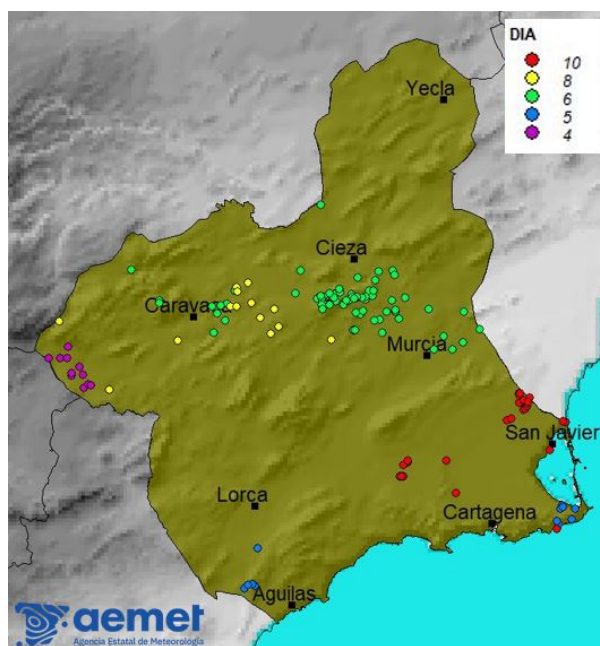 DIA
10
8
6
5
4
Yecla
Cieza
Caravaca
Murcia
San Javier
Lorca
Cartagena
Aguilas
aemet
Agencia Estatal de Meteorología